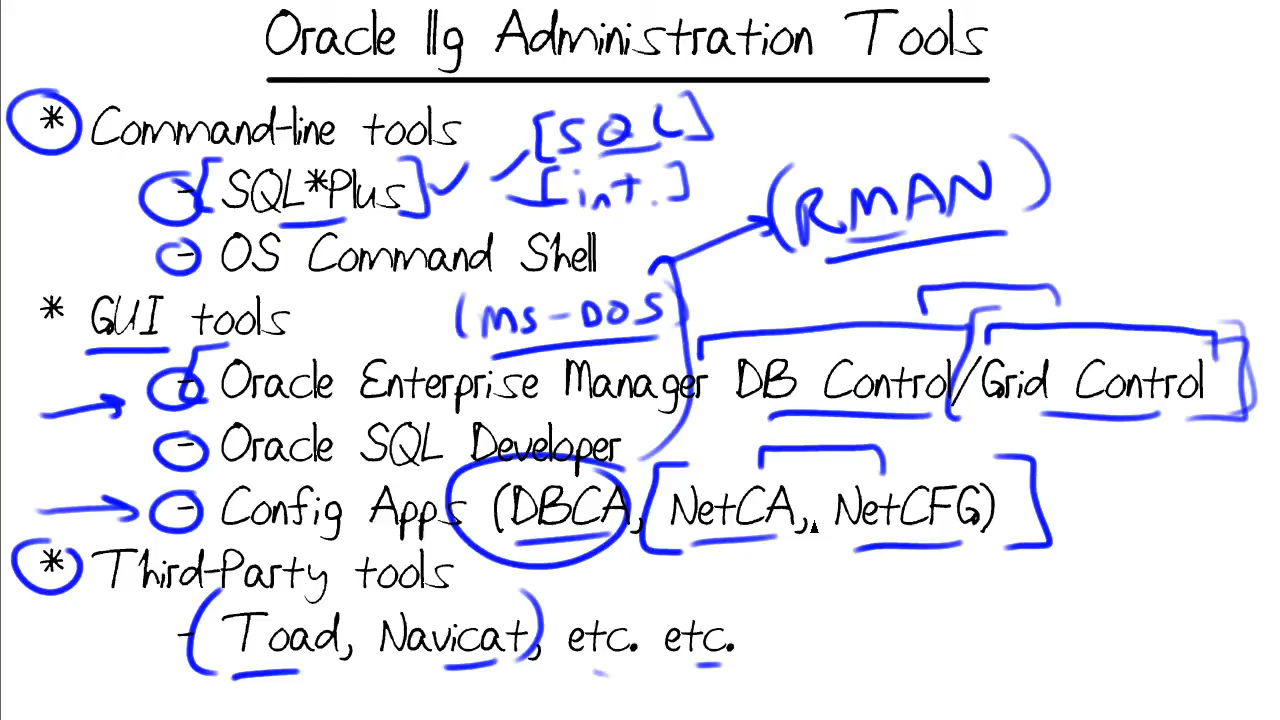 Oracle 11g Administration Tools
* Command-line tools
[SQL]
- [SQL*Plus]
[int.]
(RMAN)
- OS Command Shell
* GUI tools
(MS-DOS)
- Oracle Enterprise Manager DB Control/Grid Control
- Oracle SQL Developer
- Config Apps (DBCA, [NetCA, NetCFG)]
* Third-Party tools
- (Toad, Navicat), etc. etc.